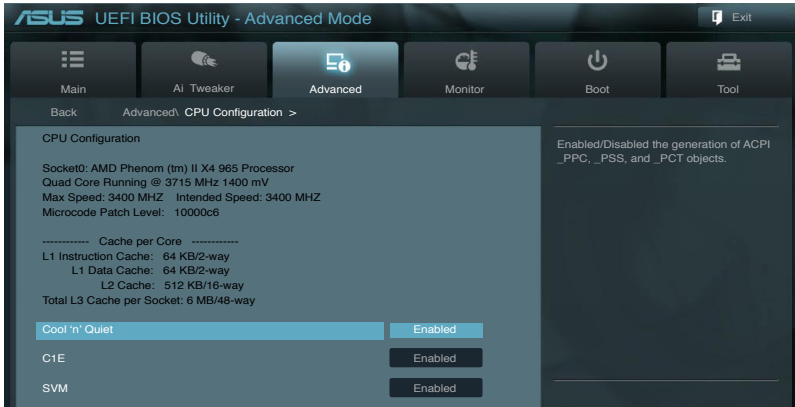 ASUS UEFI BIOS Utility - Advanced Mode
Exit
Main
Ai Tweaker
Advanced
Monitor
Boot
Tool
Back Advanced\ CPU Configuration >
CPU Configuration
Socket0: AMD Phenom (tm) II X4 965 Processor
Quad Core Running @ 3715 MHz 1400 mV
Max Speed: 3400 MHZ Intended Speed: 3400 MHZ
Microcode Patch Level: 10000c6
------------ Cache per Core ------------
L1 Instruction Cache: 64 KB/2-way
L1 Data Cache: 64 KB/2-way
L2 Cache: 512 KB/16-way
Total L3 Cache per Socket: 6 MB/48-way
Cool 'n' Quiet Enabled
C1E Enabled
SVM Enabled
Enabled/Disabled the generation of ACPI
_PPC, _PSS, and _PCT objects.